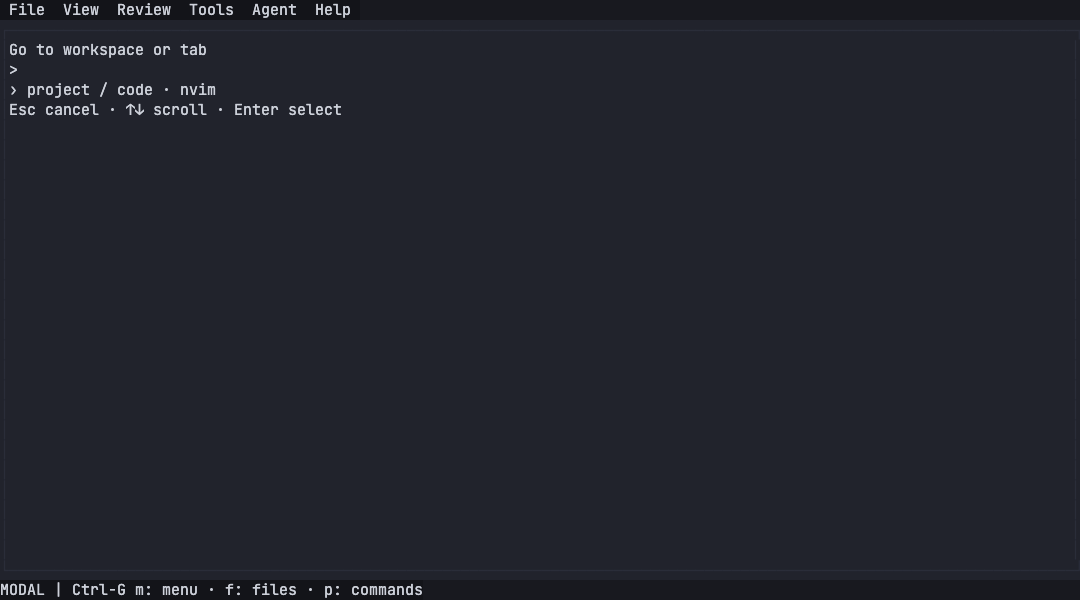 File  View  Review  Tools  Agent  Help
Go to workspace or tab
>
› project / code · nvim
Esc cancel · ↑↓ scroll · Enter select
MODAL | Ctrl-G m: menu · f: files · p: commands